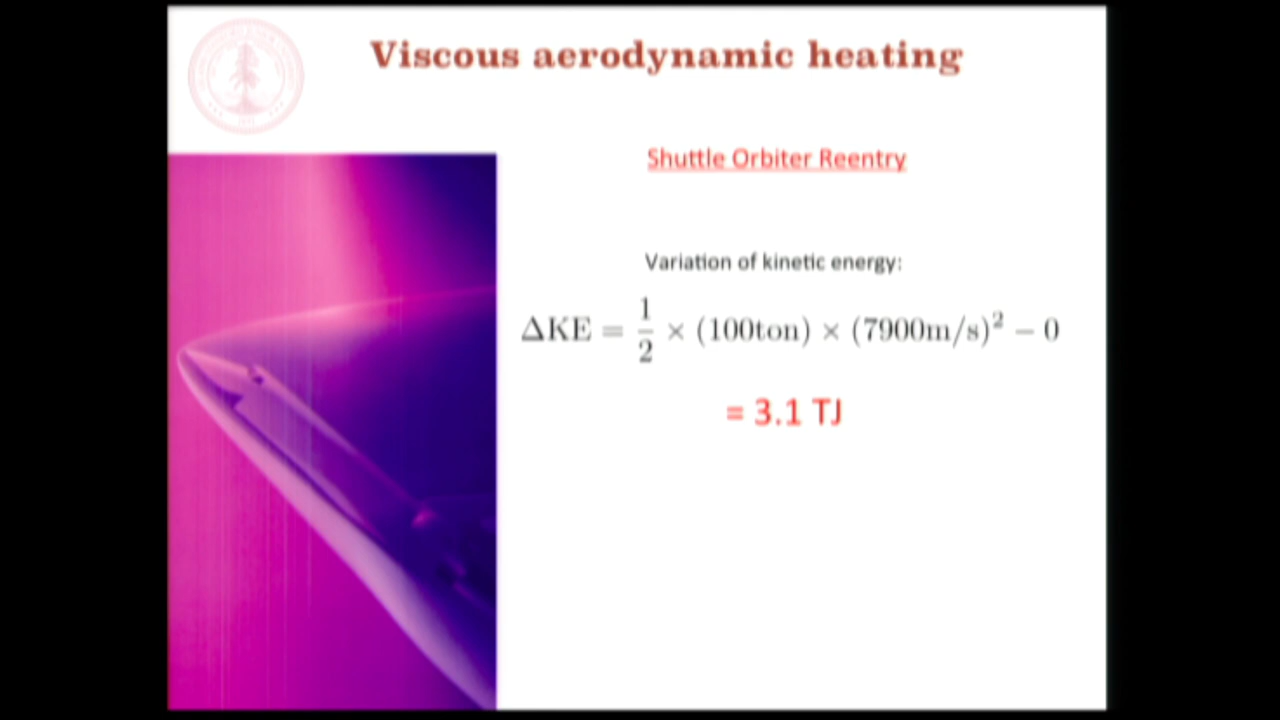 Viscous aerodynamic heating
Shuttle Orbiter Reentry
Variation of kinetic energy:
ΔKE = 1/2 × (100ton) × (7900m/s)² − 0
= 3.1 TJ